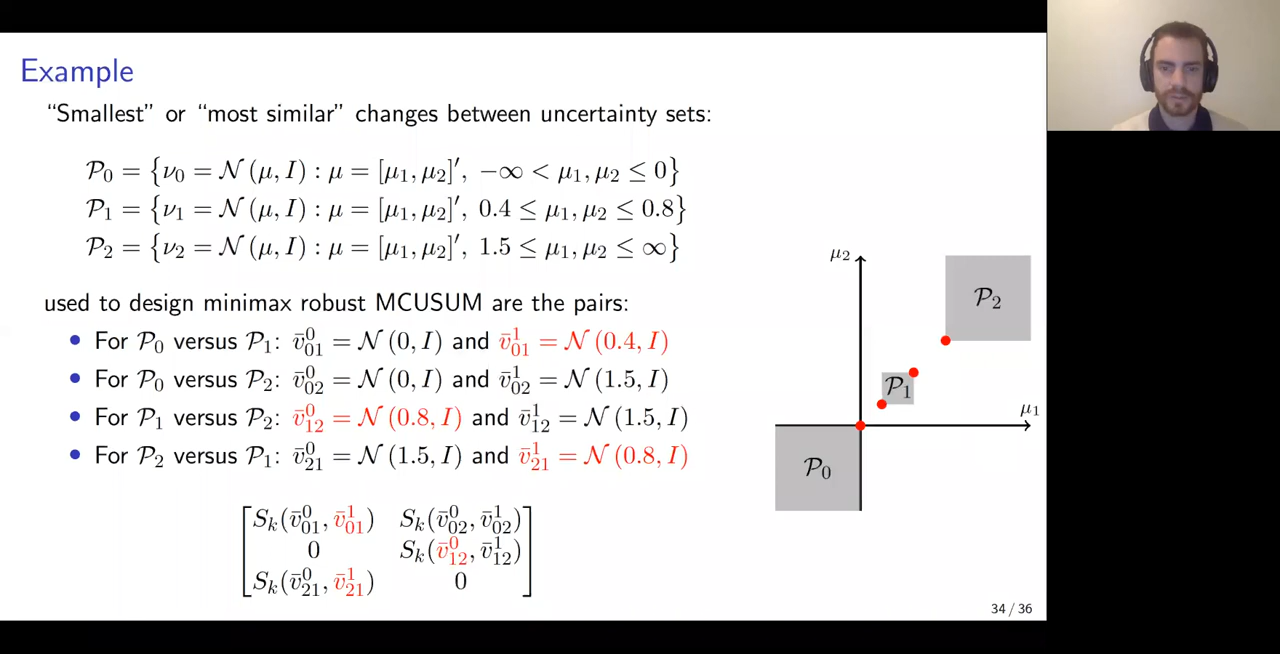 Example
“Smallest” or “most similar” changes between uncertainty sets:
𝒫₀ = {ν₀ = 𝒩 (μ, I) : μ = [μ₁, μ₂]′, −∞ < μ₁, μ₂ ≤ 0}
𝒫₁ = {ν₁ = 𝒩 (μ, I) : μ = [μ₁, μ₂]′, 0.4 ≤ μ₁, μ₂ ≤ 0.8}
𝒫₂ = {ν₂ = 𝒩 (μ, I) : μ = [μ₁, μ₂]′, 1.5 ≤ μ₁, μ₂ ≤ ∞}
used to design minimax robust MCUSUM are the pairs:
• For 𝒫₀ versus 𝒫₁: v̄⁰₀₁ = 𝒩 (0, I) and v̄¹₀₁ = 𝒩 (0.4, I)
• For 𝒫₀ versus 𝒫₂: v̄⁰₀₂ = 𝒩 (0, I) and v̄¹₀₂ = 𝒩 (1.5, I)
• For 𝒫₁ versus 𝒫₂: v̄⁰₁₂ = 𝒩 (0.8, I) and v̄¹₁₂ = 𝒩 (1.5, I)
• For 𝒫₂ versus 𝒫₁: v̄⁰₂₁ = 𝒩 (1.5, I) and v̄¹₂₁ = 𝒩 (0.8, I)
Sₖ(v̄⁰₀₁, v̄¹₀₁) Sₖ(v̄⁰₀₂, v̄¹₀₂)
0 Sₖ(v̄⁰₁₂, v̄¹₁₂)
Sₖ(v̄⁰₂₁, v̄¹₂₁) 0
μ₂
𝒫₂
𝒫₁
μ₁
𝒫₀
34 / 36